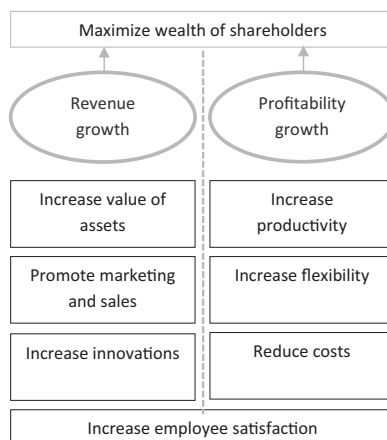 Maximize wealth of shareholders
Revenue
growth
Profitability
growth
Increase value of
assets
Increase
productivity
Promote marketing
and sales
Increase flexibility
Increase innovations
Reduce costs
Increase employee satisfaction